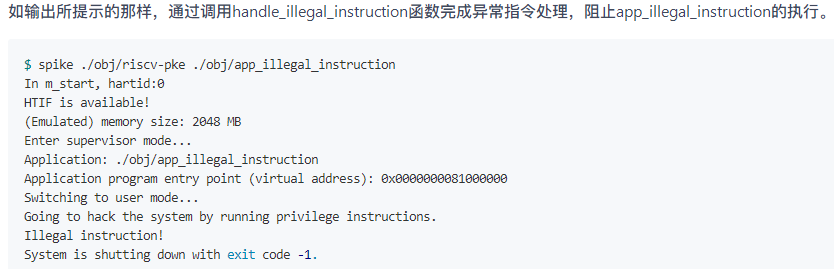 如输出所提示的那样，通过调用handle_illegal_instruction函数完成异常指令处理，阻止app_illegal_instruction的执行。
$ spike ./obj/riscv-pke ./obj/app_illegal_instruction
In m_start, hartid:0
HTIF is available!
(Emulated) memory size: 2048 MB
Enter supervisor mode...
Application: ./obj/app_illegal_instruction
Application program entry point (virtual address): 0x0000000081000000
Switching to user mode...
Going to hack the system by running privilege instructions.
Illegal instruction!
System is shutting down with exit code -1.